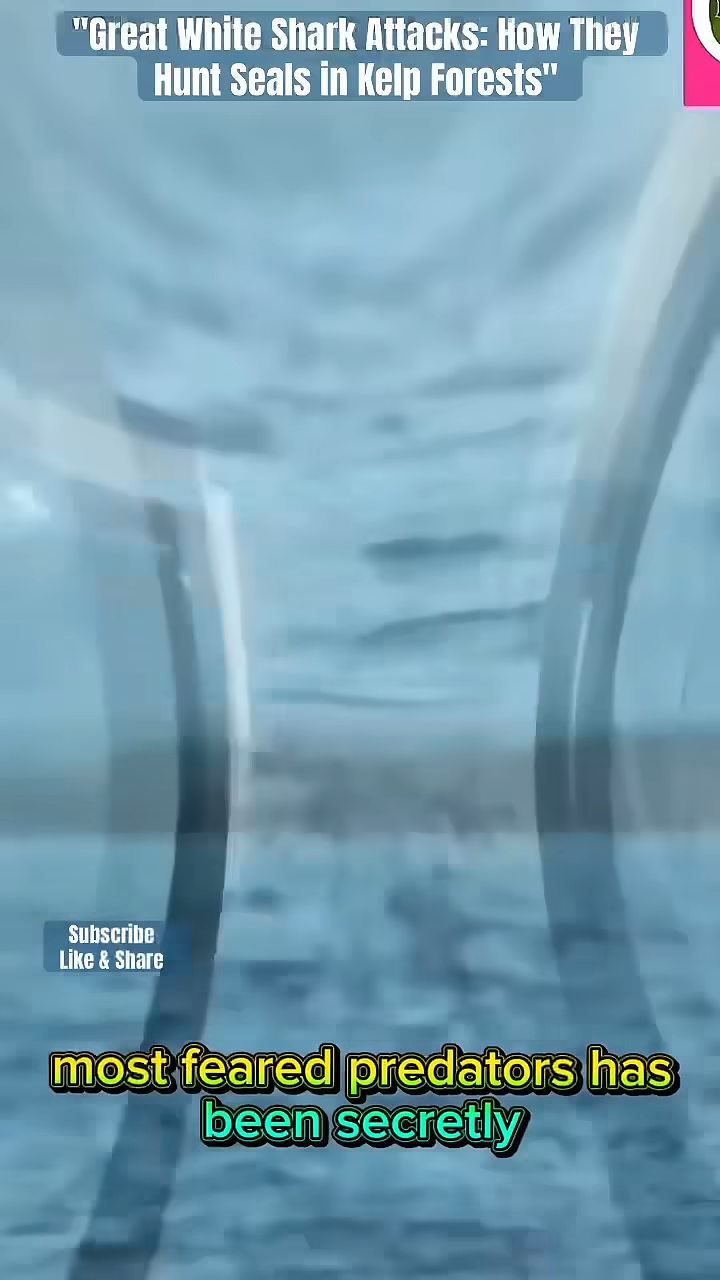 "Great White Shark Attacks: How They
Hunt Seals in Kelp Forests"
Subscribe
Like & Share
most feared predators has
been secretly